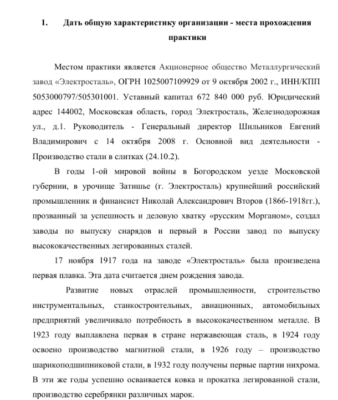 1. Дать общую характеристику организации - места прохождения
практики
Местом практики является Акционерное общество Металлургический
завод «Электросталь», ОГРН 1025007109929 от 9 октября 2002 г., ИНН/КПП
5053000797/505301001. Уставный капитал 672 840 000 руб. Юридический
адрес 144002, Московская область, город Электросталь, Железнодорожная
ул., д.1. Руководитель - Генеральный директор Шильников Евгений
Владимирович с 14 октября 2008 г. Основной вид деятельности -
Производство стали в слитках (24.10.2).
В годы 1-ой мировой войны в Богородском уезде Московской
губернии, в урочище Затишье (г. Электросталь) крупнейший российский
промышленник и финансист Николай Александрович Второв (1866-1918гг.),
прозванный за успешность и деловую хватку «русским Морганом», создал
заводы по выпуску снарядов и первый в России завод по выпуску
высококачественных легированных сталей.
17 ноября 1917 года на заводе «Электросталь» была произведена
первая плавка. Эта дата считается днем рождения завода.
Развитие новых отраслей промышленности, строительство
инструментальных, станкостроительных, авиационных, автомобильных
предприятий увеличивало потребность в высококачественном металле. В
1923 году выплавлена первая в стране нержавеющая сталь, в 1924 году
освоено производство магнитной стали, в 1926 году – производство
шарикоподшипниковой стали, в 1932 году получены первые партии нихрома.
В эти же годы успешно осваивается ковка и прокатка легированной стали,
производство серебрянки различных марок.